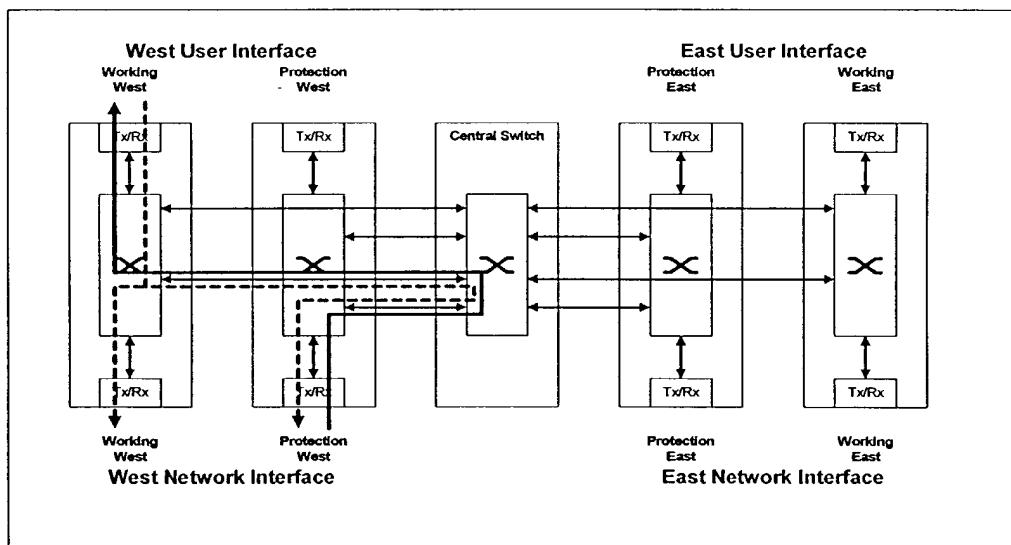 West User Interface
East User Interface
Working
West
Protection
West
Protection
East
Working
East
Tx/Rx
Tx/Rx
Central Switch
Tx/Rx
Tx/Rx
Tx/Rx
Tx/Rx
Tx/Rx
Tx/Rx
Working
West
Protection
West
Protection
East
Working
East
West Network Interface
East Network Interface